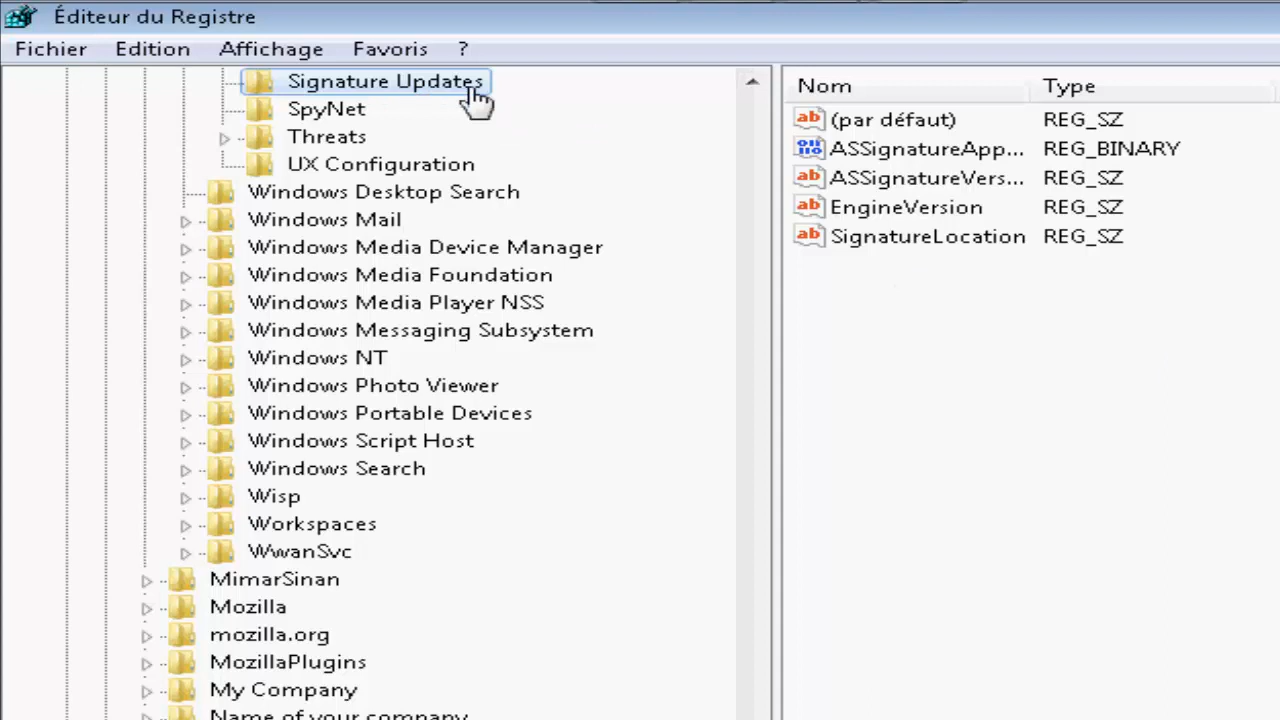 Éditeur du Registre
Fichier Edition Affichage Favoris ?
Signature Updates
SpyNet
Threats
UX Configuration
Windows Desktop Search
Windows Mail
Windows Media Device Manager
Windows Media Foundation
Windows Media Player NSS
Windows Messaging Subsystem
Windows NT
Windows Photo Viewer
Windows Portable Devices
Windows Script Host
Windows Search
Wisp
Workspaces
WwanSvc
MimarSinan
Mozilla
mozilla.org
MozillaPlugins
My Company
Name of your company
Nom Type
(par défaut) REG_SZ
ASSignatureApp... REG_BINARY
ASSignatureVers... REG_SZ
EngineVersion REG_SZ
SignatureLocation REG_SZ